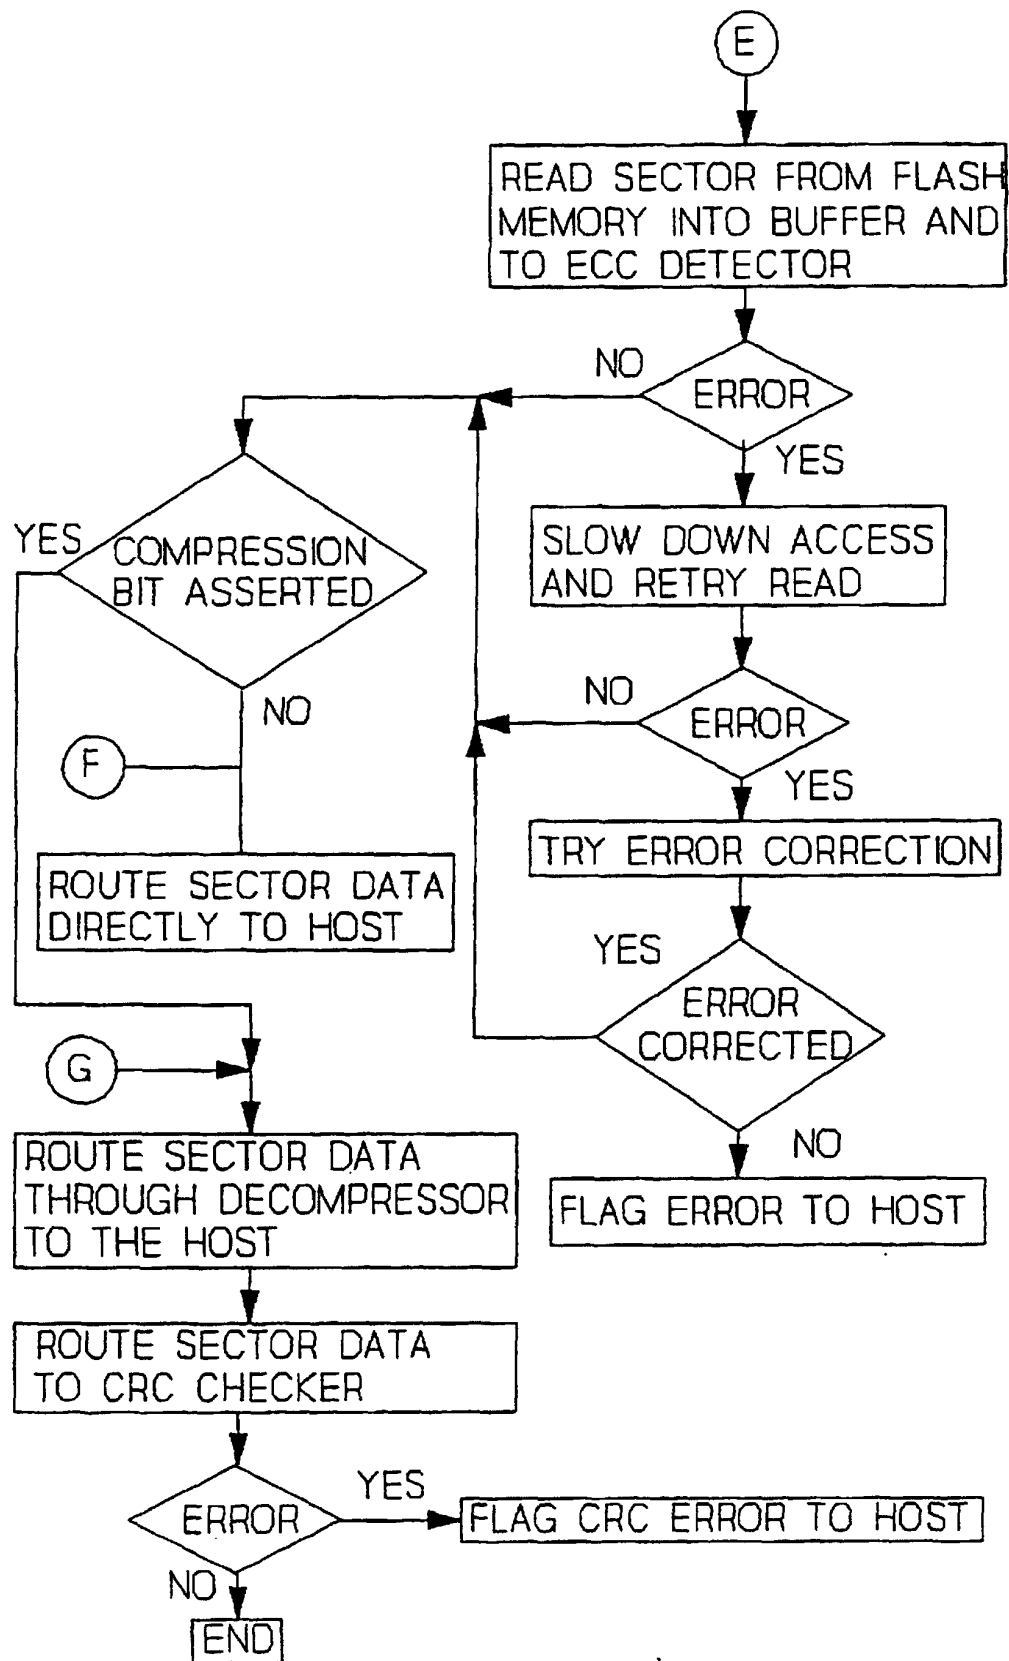 E
READ SECTOR FROM FLASH
MEMORY INTO BUFFER AND
TO ECC DETECTOR
NO
ERROR
YES
YES
COMPRESSION
BIT ASSERTED
SLOW DOWN ACCESS
AND RETRY READ
NO
NO
ERROR
F
YES
TRY ERROR CORRECTION
ROUTE SECTOR DATA
DIRECTLY TO HOST
YES
ERROR
CORRECTED
G
NO
ROUTE SECTOR DATA
THROUGH DECOMPRESSOR
TO THE HOST
FLAG ERROR TO HOST
ROUTE SECTOR DATA
TO CRC CHECKER
YES
ERROR
FLAG CRC ERROR TO HOST
NO
END